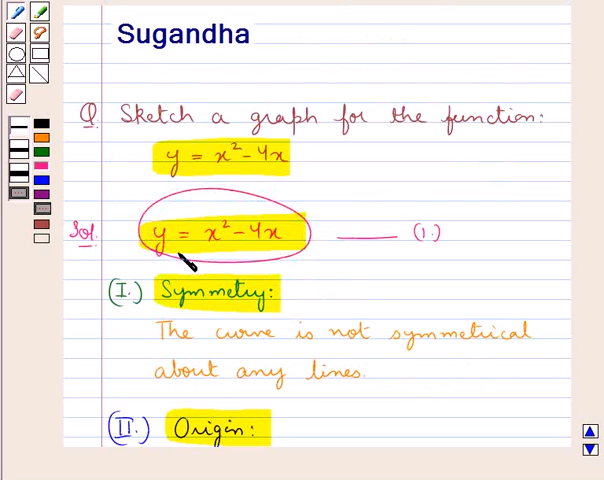 Sugandha
Q. Sketch a graph for the function:
y = x² - 4x
Sol. y = x² - 4x ——— (1.)
(I.) Symmetry:
The curve is not symmetrical
about any lines.
(II.) Origin: